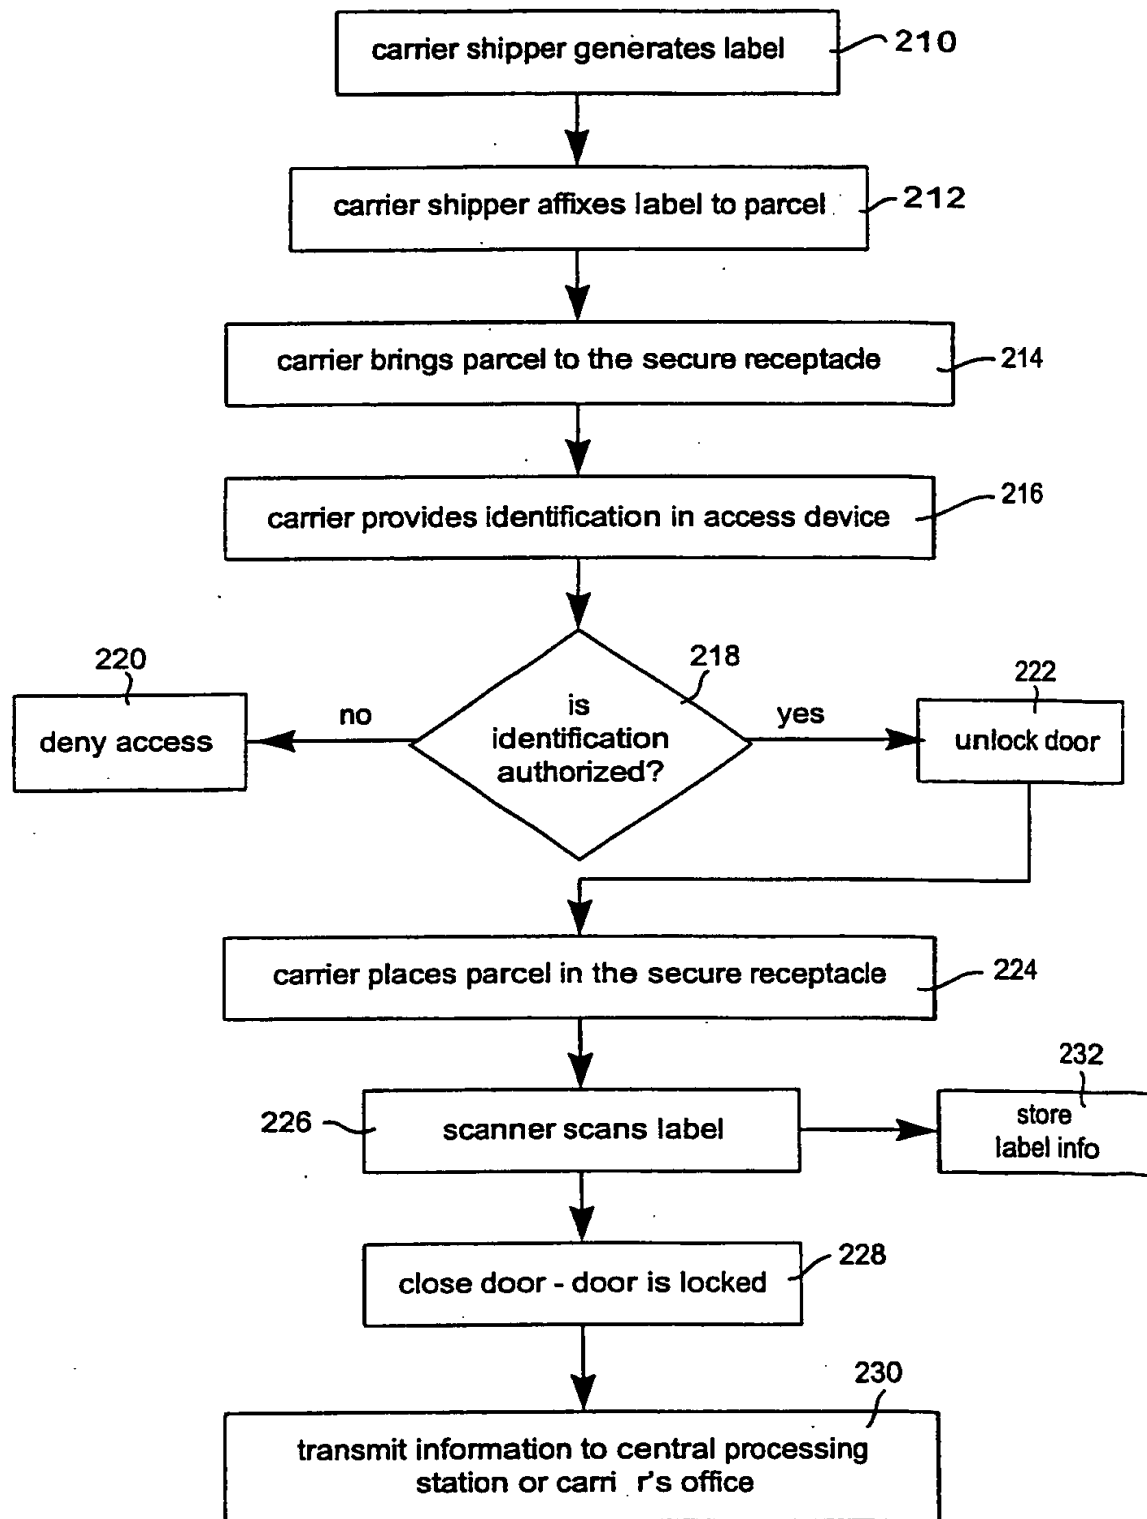 carrier shipper generates label
210
carrier shipper affixes label to parcel
212
carrier brings parcel to the secure receptacle
214
carrier provides identification in access device
216
220
deny access
no
218
is
identification
authorized?
yes
222
unlock door
carrier places parcel in the secure receptacle
224
226
scanner scans label
232
store
label info
close door - door is locked
228
230
transmit information to central processing
station or carri r's office